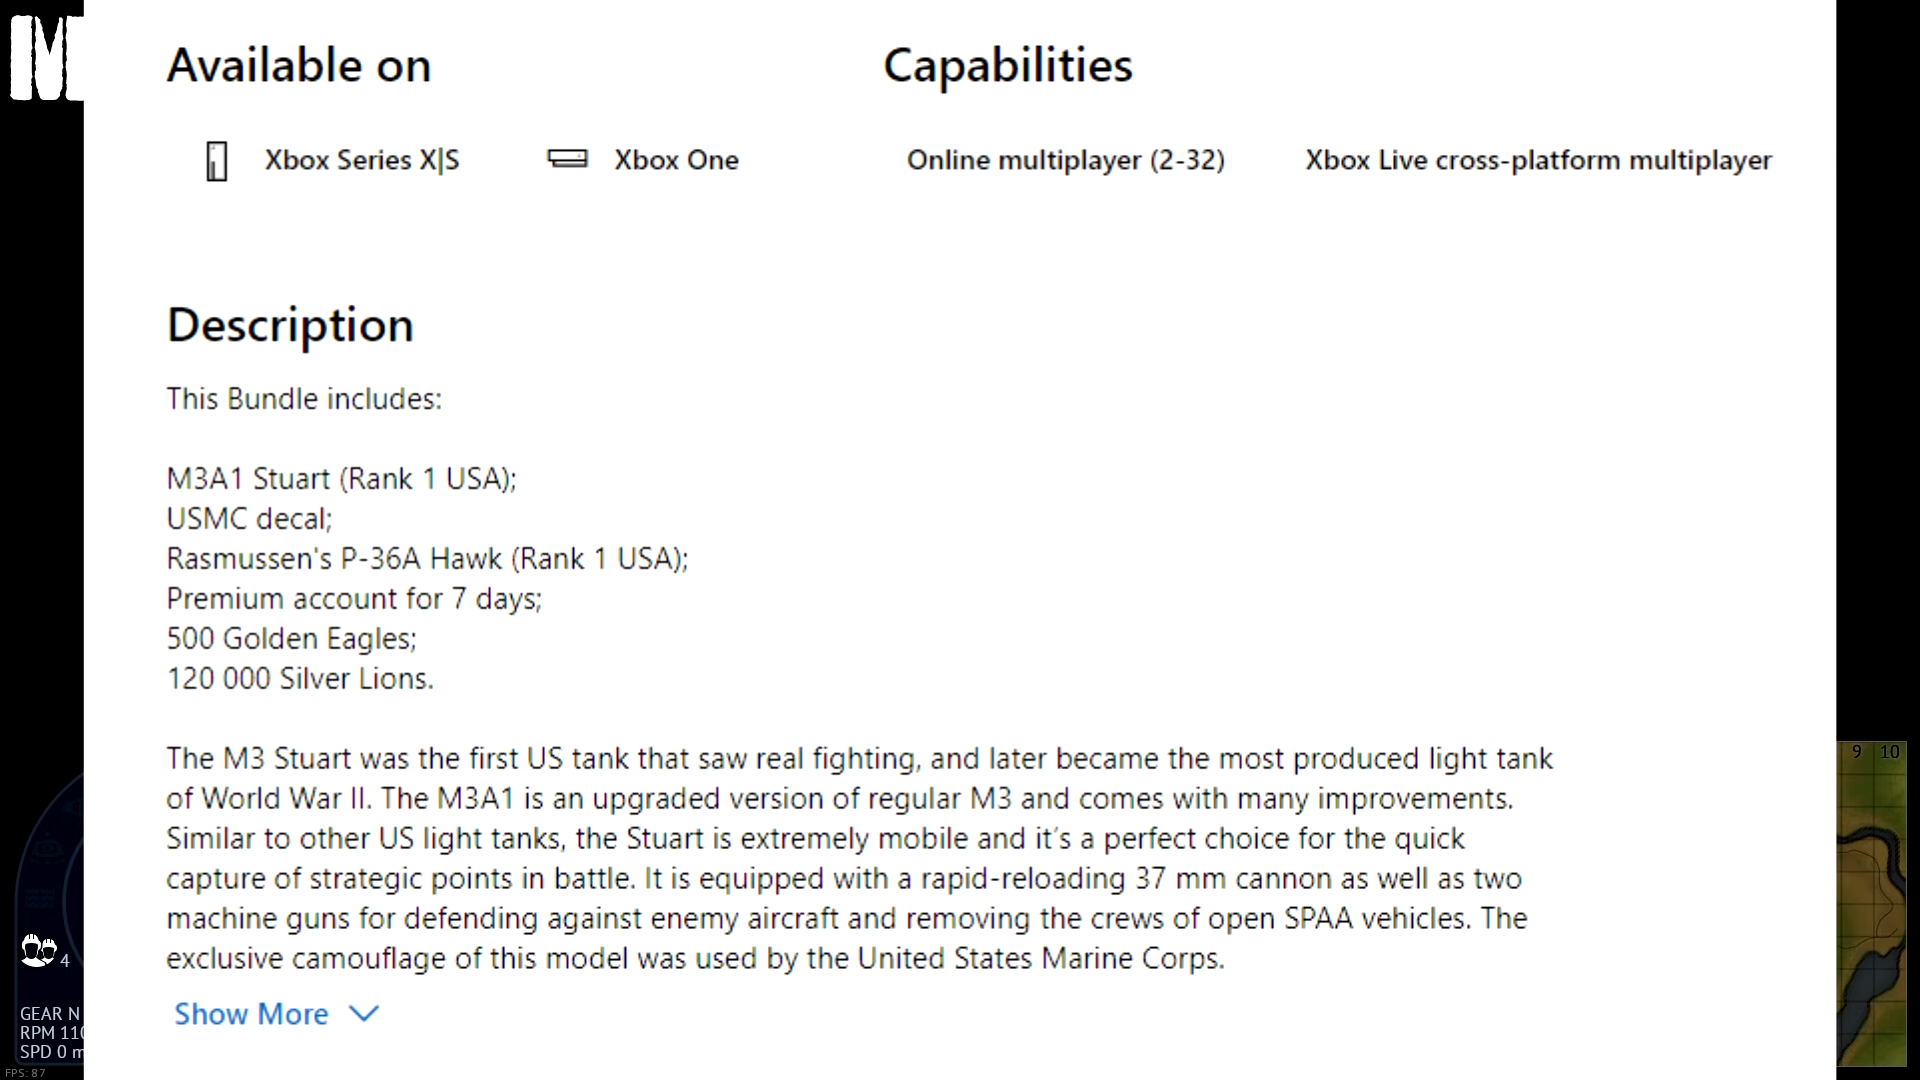 Available on
Capabilities
Xbox Series X|S
Xbox One
Online multiplayer (2-32)
Xbox Live cross-platform multiplayer
Description
This Bundle includes:
M3A1 Stuart (Rank 1 USA);
USMC decal;
Rasmussen's P-36A Hawk (Rank 1 USA);
Premium account for 7 days;
500 Golden Eagles;
120 000 Silver Lions.
The M3 Stuart was the first US tank that saw real fighting, and later became the most produced light tank
of World War II. The M3A1 is an upgraded version of regular M3 and comes with many improvements.
Similar to other US light tanks, the Stuart is extremely mobile and it’s a perfect choice for the quick
capture of strategic points in battle. It is equipped with a rapid-reloading 37 mm cannon as well as two
machine guns for defending against enemy aircraft and removing the crews of open SPAA vehicles. The
exclusive camouflage of this model was used by the United States Marine Corps.
Show More
9 10
4
GEAR N
RPM 110
SPD 0 m
FPS: 87